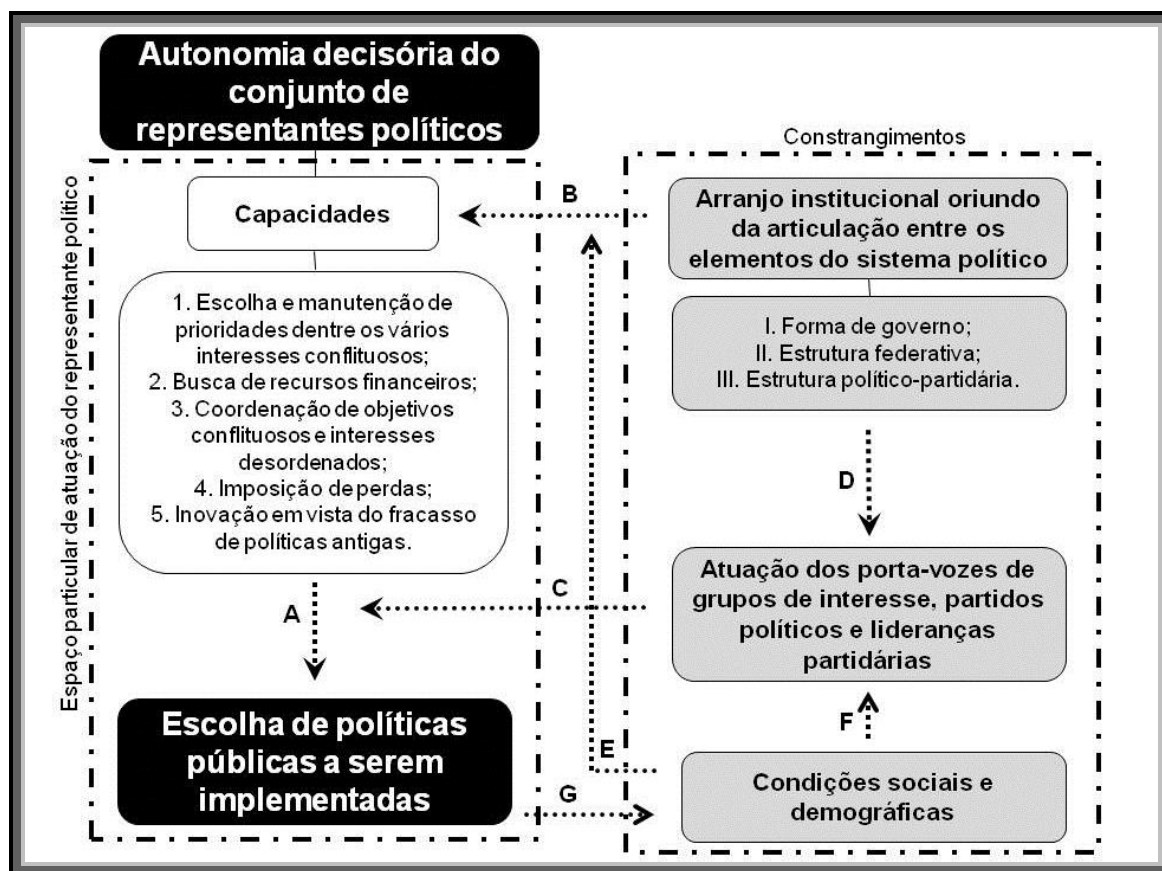 Autonomia decisória do
conjunto de
representantes políticos
Espaço particular de atuação do representante político
Capacidades
1. Escolha e manutenção de
prioridades dentre os vários
interesses conflituosos;
2. Busca de recursos financeiros;
3. Coordenação de objetivos
conflituosos e interesses
desordenados;
4. Imposição de perdas;
5. Inovação em vista do fracasso
de políticas antigas.
A
Escolha de políticas
públicas a serem
implementadas
B
C
E
G
Constrangimentos
Arranjo institucional oriundo
da articulação entre os
elementos do sistema político
I. Forma de governo;
II. Estrutura federativa;
III. Estrutura político-partidária.
D
Atuação dos porta-vozes de
grupos de interesse, partidos
políticos e lideranças
partidárias
F
Condições sociais e
demográficas